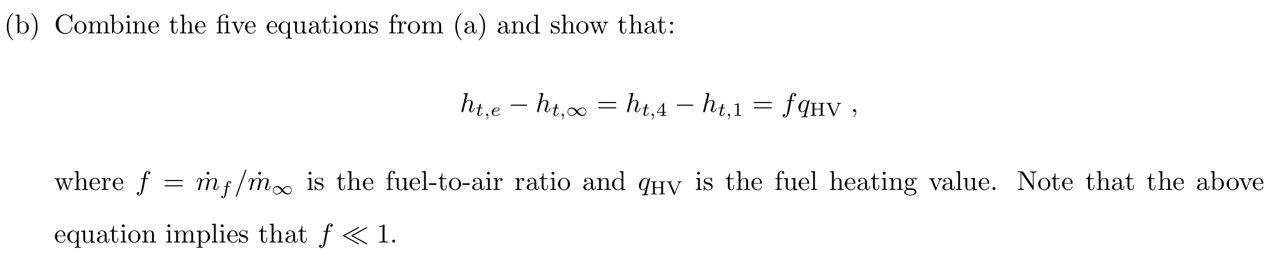 (b) Combine the five equations from (a) and show that:
h_{t,e} − h_{t,∞} = h_{t,4} − h_{t,1} = f q_{HV} ,
where f = ṁ_f/ṁ_∞ is the fuel-to-air ratio and q_{HV} is the fuel heating value. Note that the above
equation implies that f ≪ 1.